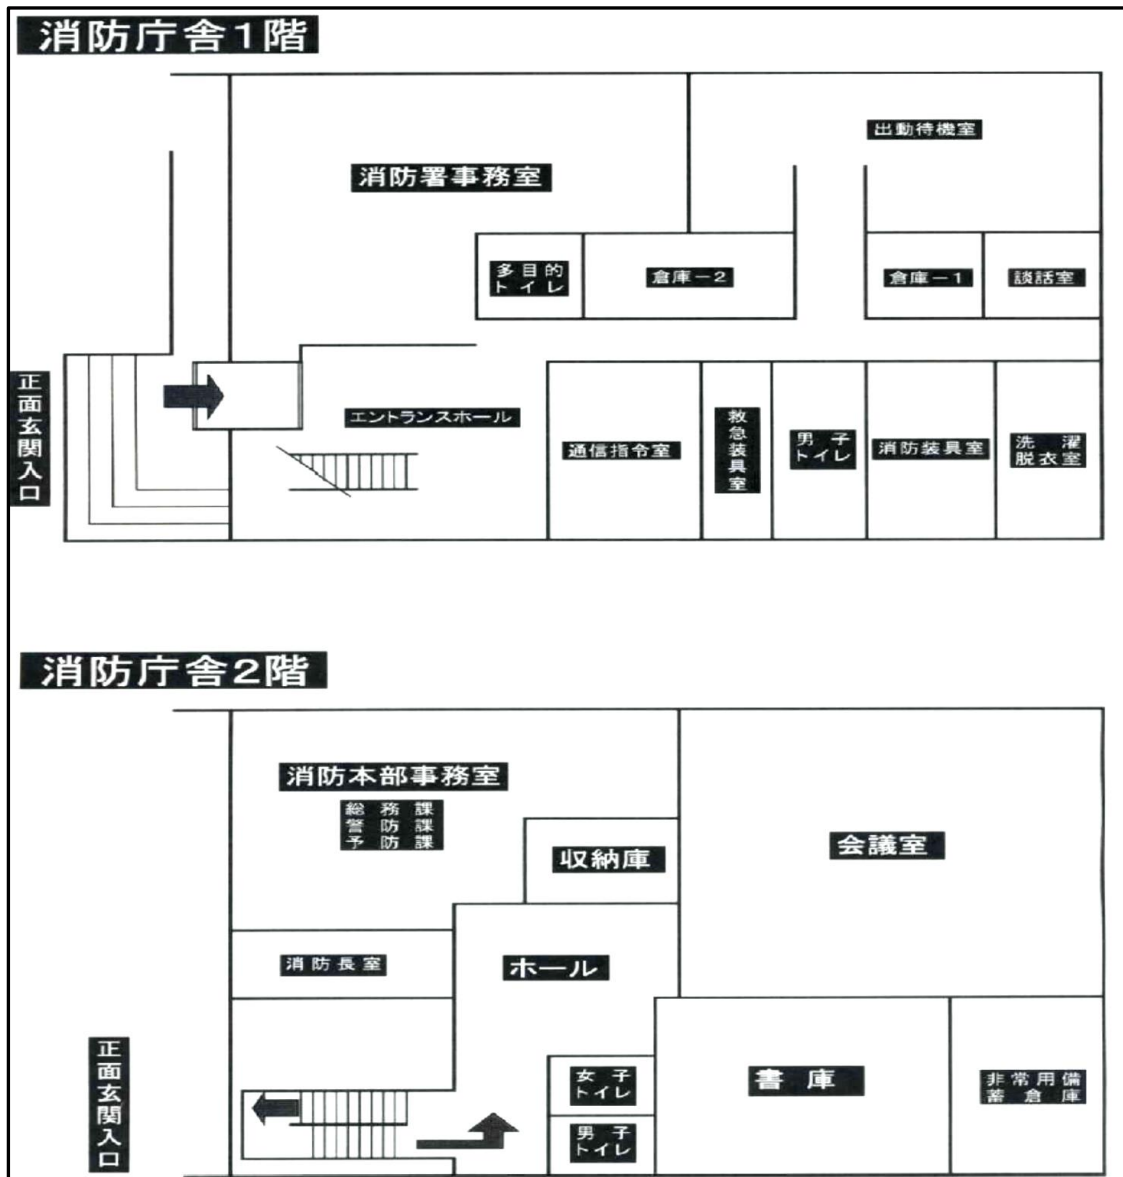 消防庁舎1階
出動待機室
消防署事務室
多目的
トイレ
倉庫－2
倉庫－1
談話室
正面玄関入口
エントランスホール
通信指令室
救急装具室
男子
トイレ
消防装具室
洗濯
脱衣室
消防庁舎2階
消防本部事務室
総務課
警防課
予防課
収納庫
会議室
消防長室
ホール
正面玄関入口
女子
トイレ
男子
トイレ
書庫
非常用備
蓄倉庫